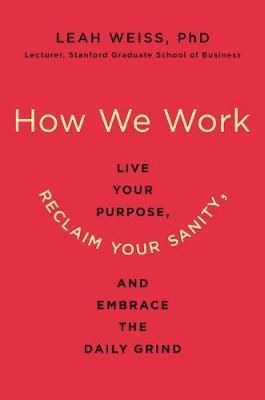 LEAH WEISS, PhD
Lecturer, Stanford Graduate School of Business
How We Work
LIVE
YOUR
PURPOSE,
RECLAIM YOUR SANITY,
AND
EMBRACE
THE
DAILY GRIND